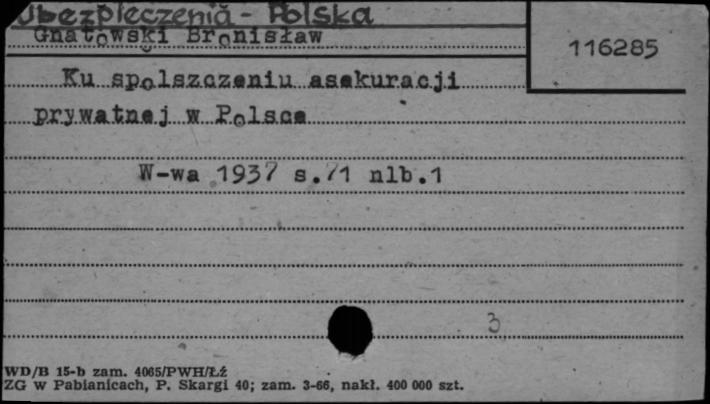 Ubezpieczenia - Polska
Gnatowski Bronisław
116285
Ku spolszczeniu asekuracji
prywatnej w Polsce
W-wa 1937 s.71 nlb.1
3
WD/B 15-b zam. 4065/PWH/Łź
ZG w Pabianicach, P. Skargi 40; zam. 3-66, nakł. 400 000 szt.